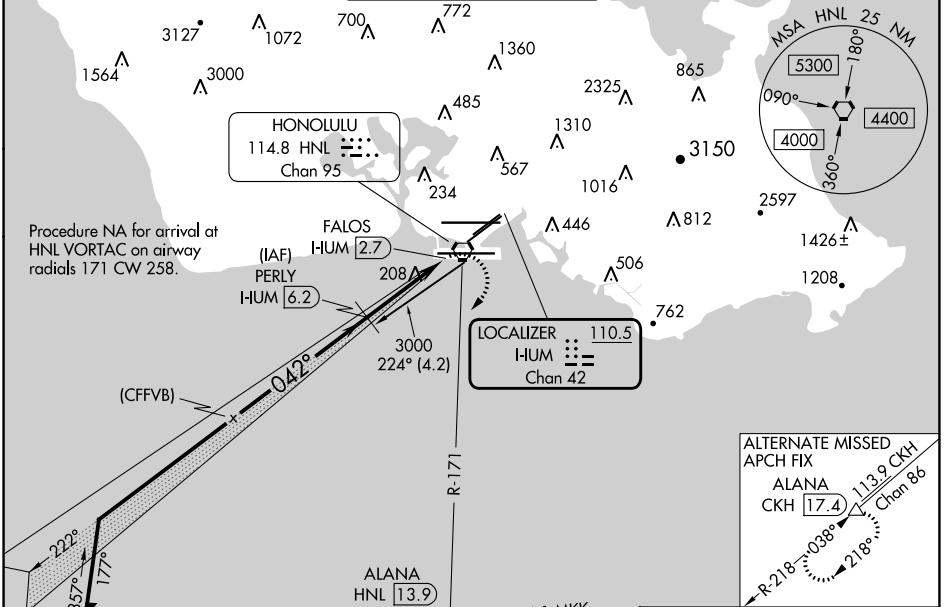 3127
1072
700
772
1564
3000
1360
485
2325
865
1310
3150
567
1016
234
2597
446
812
1426±
208
506
1208
762
MSA HNL 25 NM
180°
5300
090°
4400
4000
360°
HONOLULU
114.8 HNL
Chan 95
Procedure NA for arrival at
HNL VORTAC on airway
radials 171 CW 258.
FALOS
I-IUM 2.7
(IAF)
PERLY
I-IUM 6.2
3000
224° (4.2)
LOCALIZER 110.5
I-IUM
Chan 42
042°
(CFFVB)
R-171
222°
357°
177°
ALANA
HNL 13.9
MKK
ALTERNATE MISSED
APCH FIX
ALANA
CKH 17.4
113.9 CKH
Chan 86
038°
218°
R-218